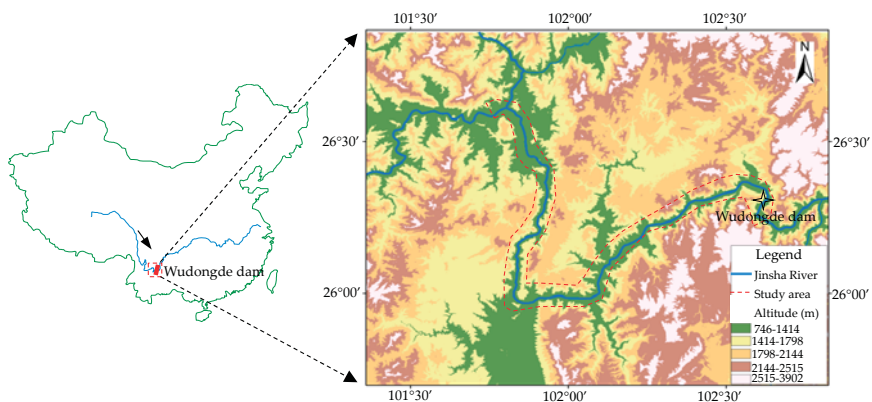 101°30′ 102°00′ 102°30′
N
26°30′ 26°30′
Wudongde dam
Wudongde dam
Legend
Jinsha River
Study area
Altitude (m)
746-1414
1414-1798
1798-2144
2144-2515
2515-3902
26°00′ 26°00′
101°30′ 102°00′ 102°30′